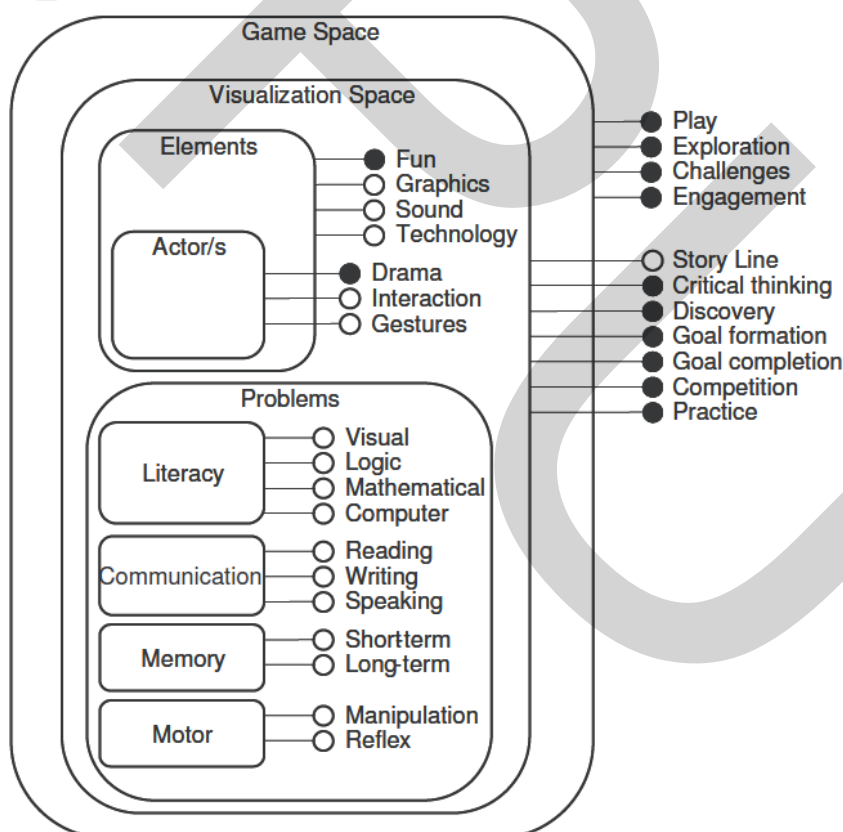 Game Space
Visualization Space
Elements
Fun
Graphics
Sound
Technology
Actor/s
Drama
Interaction
Gestures
Play
Exploration
Challenges
Engagement
Story Line
Critical thinking
Discovery
Goal formation
Goal completion
Competition
Practice
Problems
Literacy
Visual
Logic
Mathematical
Computer
Communication
Reading
Writing
Speaking
Memory
Short-term
Long-term
Motor
Manipulation
Reflex